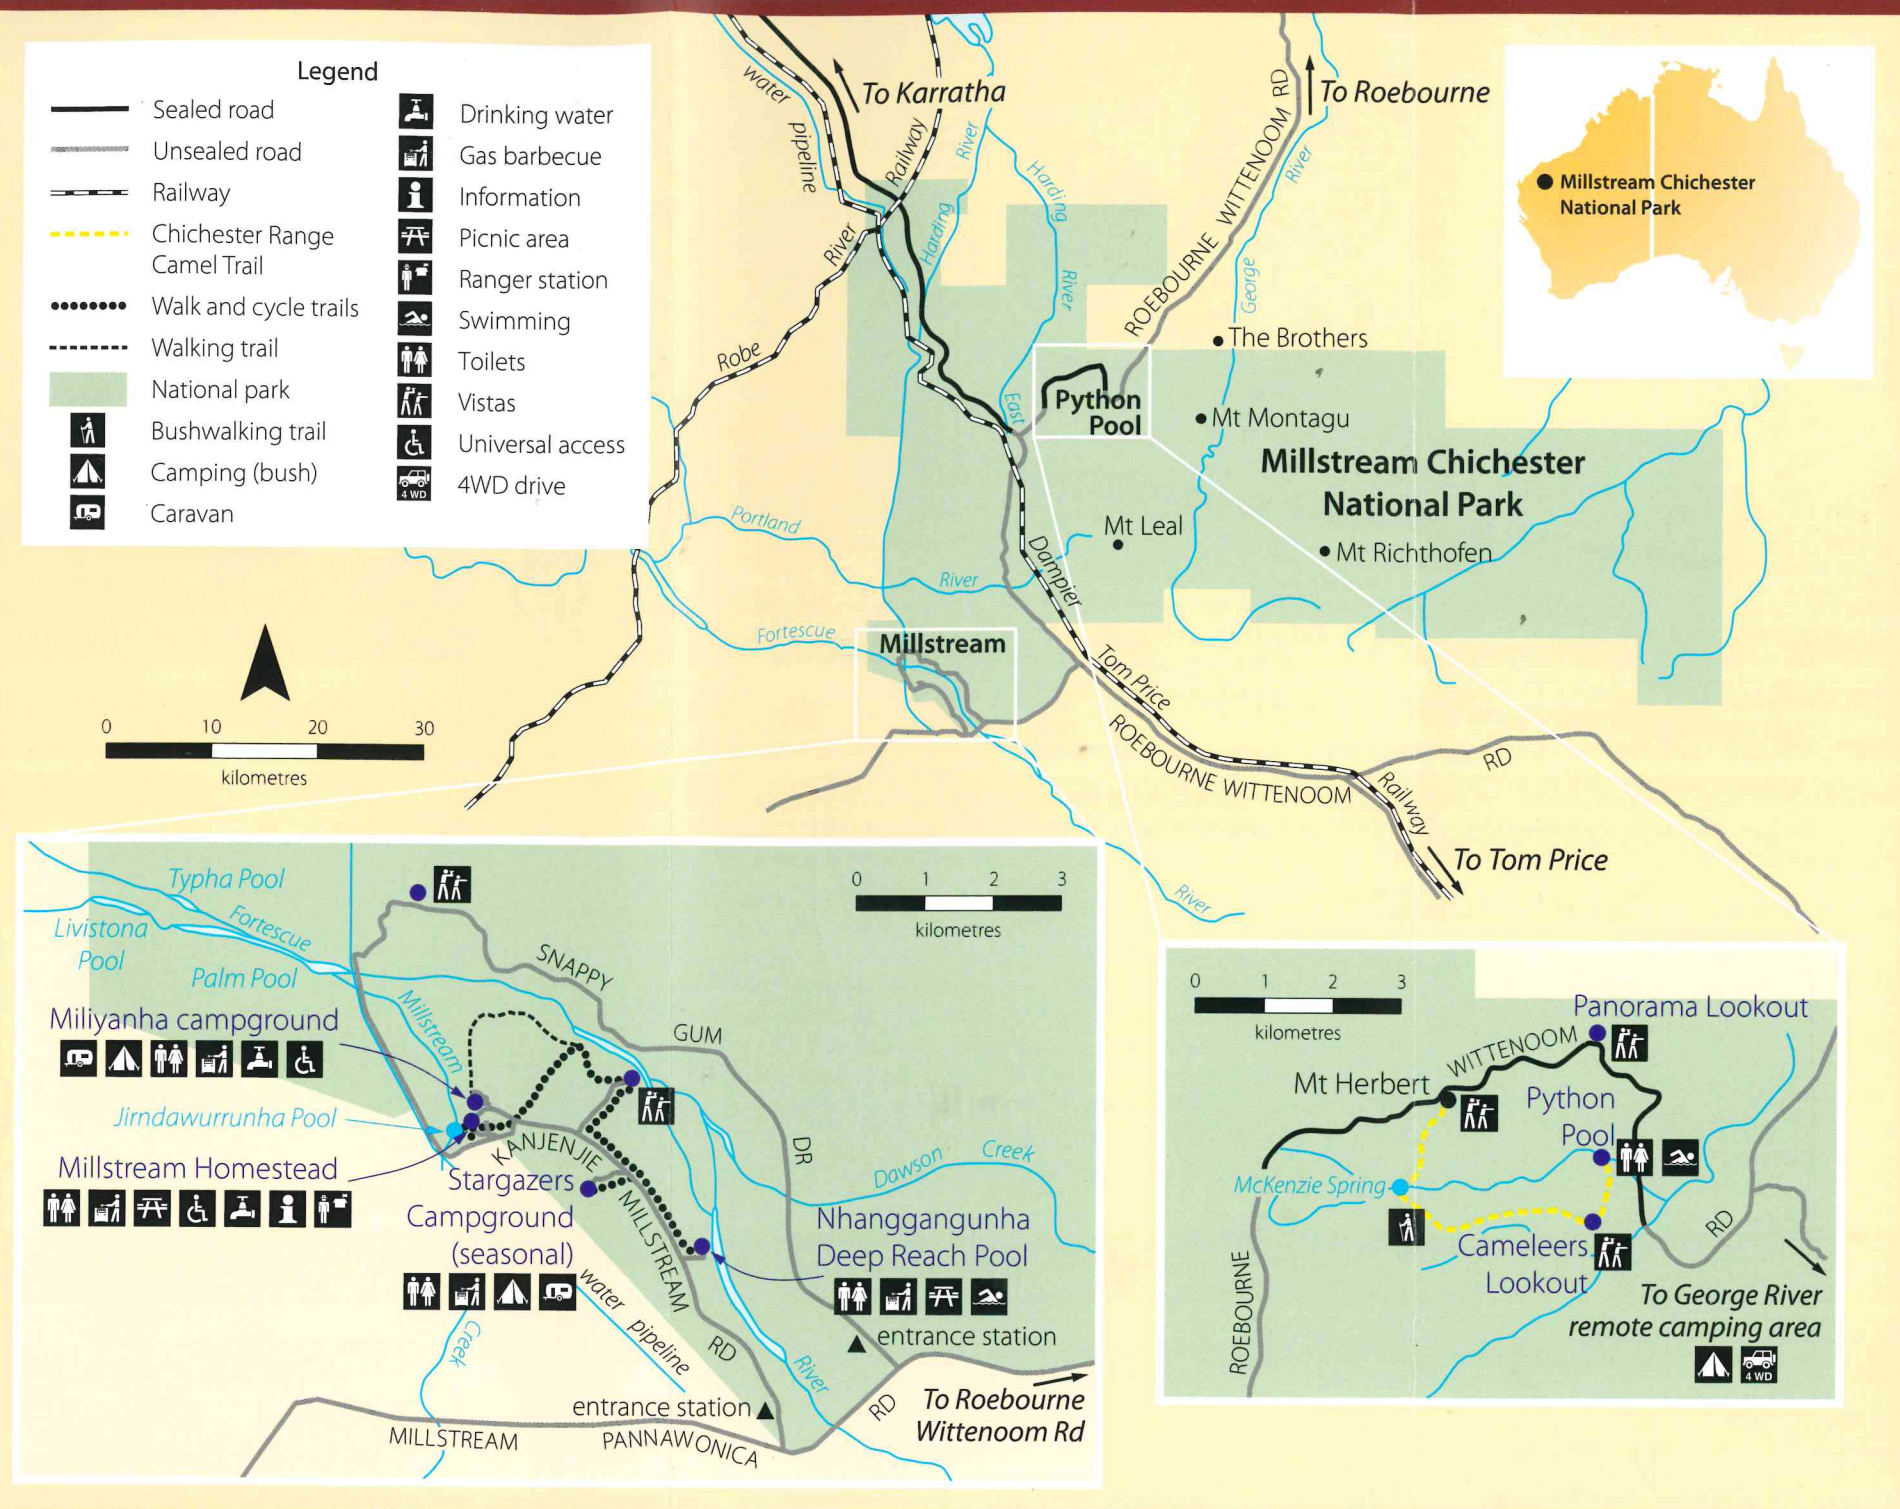 Legend
Sealed road
Unsealed road
Railway
Chichester Range
Camel Trail
Walk and cycle trails
Walking trail
National park
Bushwalking trail
Camping (bush)
Caravan
Drinking water
Gas barbecue
Information
Picnic area
Ranger station
Swimming
Toilets
Vistas
Universal access
4 WD
4WD drive
water
pipeline
To Karratha
Railway
River
Harding
Harding
River
East
River
Robe
ROEBOURNE WITTENOOM RD
To Roebourne
River
George
Millstream Chichester
National Park
The Brothers
Python
Pool
Mt Montagu
Millstream Chichester
National Park
Mt Leal
Mt Richthofen
Portland
River
Dampier
Fortescue
Millstream
Tom Price
ROEBOURNE WITTENOOM
RD
Railway
To Tom Price
River
0 10 20 30
kilometres
Typha Pool
Livistona
Pool
Fortescue
Palm Pool
Millstream
Miliyanha campground
Jirndawurrunha Pool
Millstream Homestead
KANJENJIE
MILLSTREAM
RD
Stargazers
Campground
(seasonal)
SNAPPY
GUM
DR
0 1 2 3
kilometres
Dawson Creek
Nhanggangunha
Deep Reach Pool
entrance station
water
pipeline
Creek
River
entrance station
MILLSTREAM
PANNAWONICA
RD
To Roebourne
Wittenoom Rd
0 1 2 3
kilometres
Panorama Lookout
WITTENOOM
Mt Herbert
Python
Pool
McKenzie Spring
Cameleers
Lookout
ROEBOURNE
RD
To George River
remote camping area
4 WD